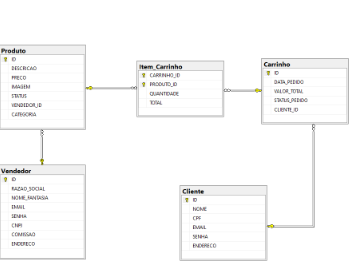 Produto
ID
DESCRICAO
PRECO
IMAGEM
STATUS
VENDEDOR_ID
CATEGORIA
Item_Carrinho
CARRINHO_ID
PRODUTO_ID
QUANTIDADE
TOTAL
Carrinho
ID
DATA_PEDIDO
VALOR_TOTAL
STATUS_PEDIDO
CLIENTE_ID
Vendedor
ID
RAZAO_SOCIAL
NOME_FANTASIA
EMAIL
SENHA
CNPJ
COMISSAO
ENDERECO
Cliente
ID
NOME
CPF
EMAIL
SENHA
ENDERECO